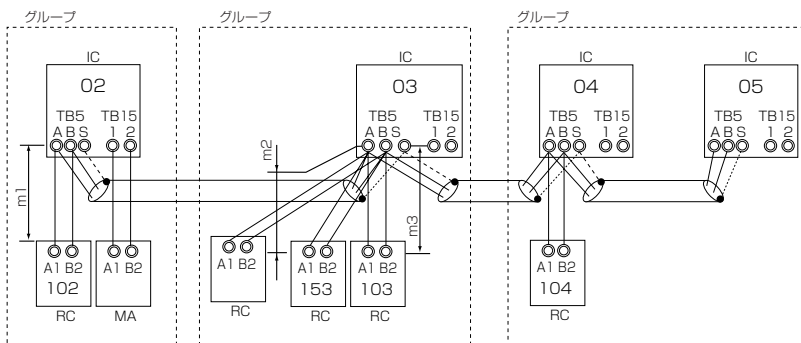 グループ
グループ
グループ
IC
IC
IC
IC
02
03
04
05
TB5 TB15
TB5 TB15
TB5 TB15
TB5 TB15
A B S 1 2
A B S 1 2
A B S 1 2
A B S 1 2
m1
m2
m3
A1 B2
A1 B2
A1 B2
A1 B2
A1 B2
A1 B2
102
153
103
104
RC
MA
RC
RC
RC
RC